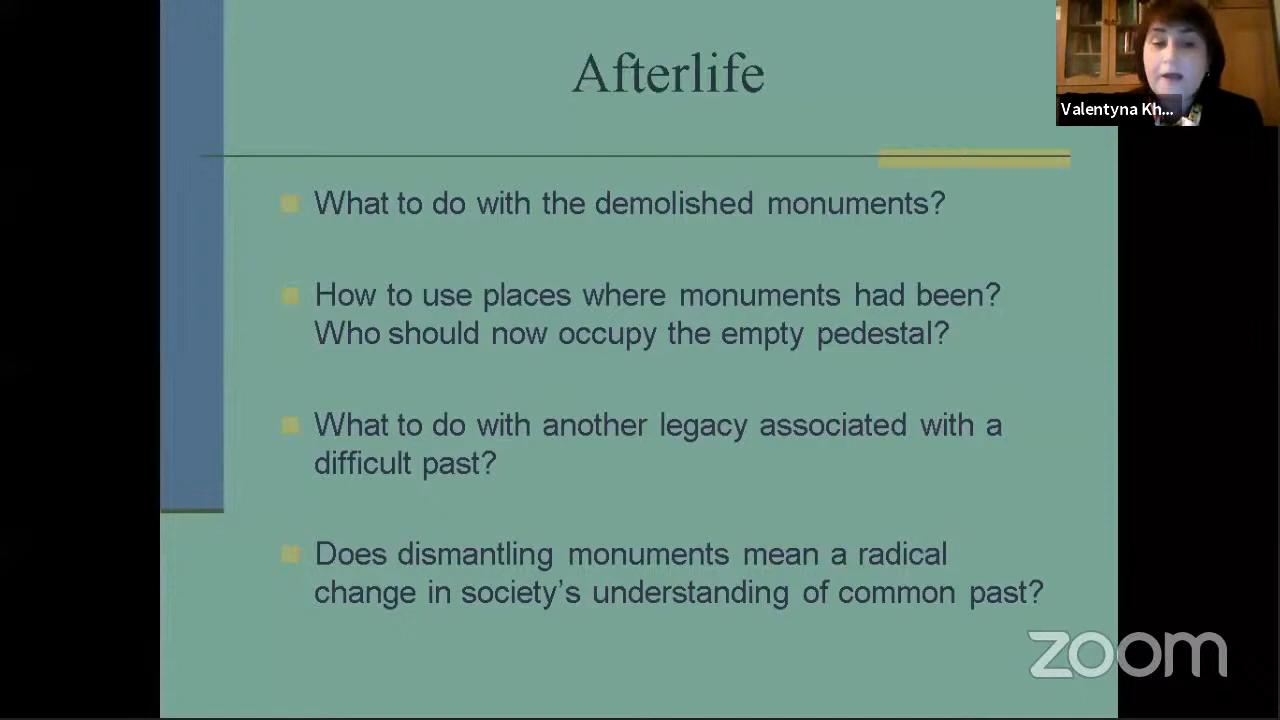 Afterlife
Valentyna Kh...
What to do with the demolished monuments?
How to use places where monuments had been?
Who should now occupy the empty pedestal?
What to do with another legacy associated with a
difficult past?
Does dismantling monuments mean a radical
change in society's understanding of common past?
zoom